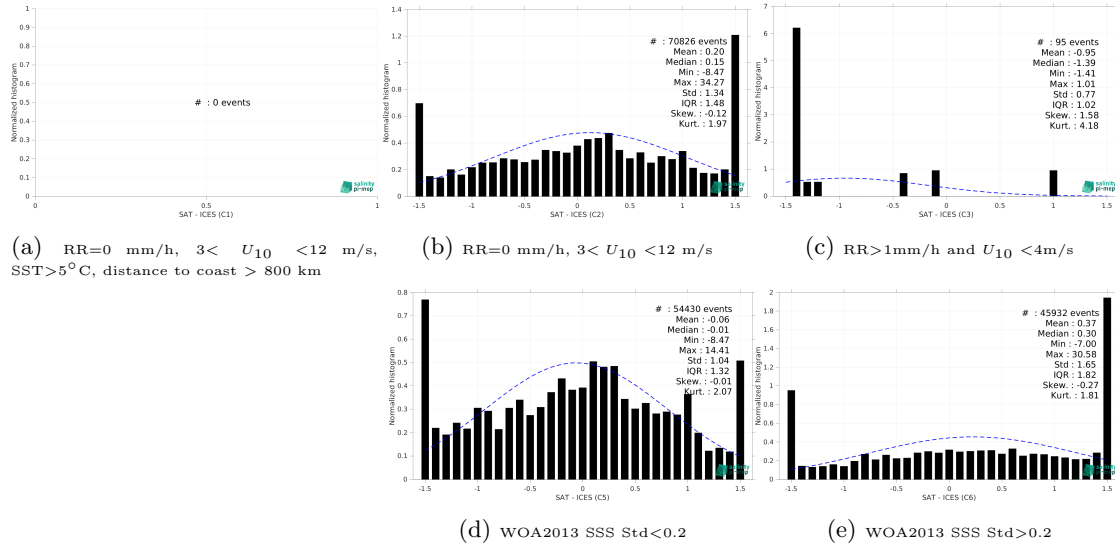 1
0.9
0.8
0.7
0.6
0.5
0.4
0.3
0.2
0.1
0
Normalized histogram
# : 0 events
salinity
pi-mep
0 0.5 1
SAT - ICES (C1)
(a) RR=0 mm/h, 3< U10 <12 m/s,
SST>5°C, distance to coast > 800 km
1.4
1.2
1
0.8
0.6
0.4
0.2
0
Normalized histogram
# : 70826 events
Mean : 0.20
Median : 0.15
Min : -8.47
Max : 34.27
Std : 1.34
IQR : 1.48
Skew. : -0.12
Kurt. : 1.97
salinity
pi-mep
-1.5 -1 -0.5 0 0.5 1 1.5
SAT - ICES (C2)
(b) RR=0 mm/h, 3< U10 <12 m/s
7
6
5
4
3
2
1
0
Normalized histogram
# : 95 events
Mean : -0.95
Median : -1.39
Min : -1.41
Max : 1.01
Std : 0.77
IQR : 1.02
Skew. : 1.58
Kurt. : 4.18
salinity
pi-mep
-1.5 -1 -0.5 0 0.5 1 1.5
SAT - ICES (C3)
(c) RR>1mm/h and U10 <4m/s
0.8
0.7
0.6
0.5
0.4
0.3
0.2
0.1
0
Normalized histogram
# : 54430 events
Mean : -0.06
Median : -0.01
Min : -8.47
Max : 14.41
Std : 1.04
IQR : 1.32
Skew. : -0.01
Kurt. : 2.07
salinity
pi-mep
-1.5 -1 -0.5 0 0.5 1 1.5
SAT - ICES (C5)
(d) WOA2013 SSS Std<0.2
2
1.8
1.6
1.4
1.2
1
0.8
0.6
0.4
0.2
0
Normalized histogram
# : 45932 events
Mean : 0.37
Median : 0.30
Min : -7.00
Max : 30.58
Std : 1.65
IQR : 1.82
Skew. : -0.27
Kurt. : 1.81
salinity
pi-mep
-1.5 -1 -0.5 0 0.5 1 1.5
SAT - ICES (C6)
(e) WOA2013 SSS Std>0.2